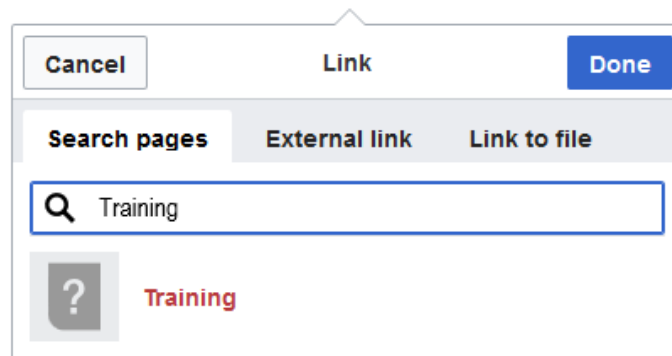 Cancel Link Done
Search pages External link Link to file
Training
?
Training